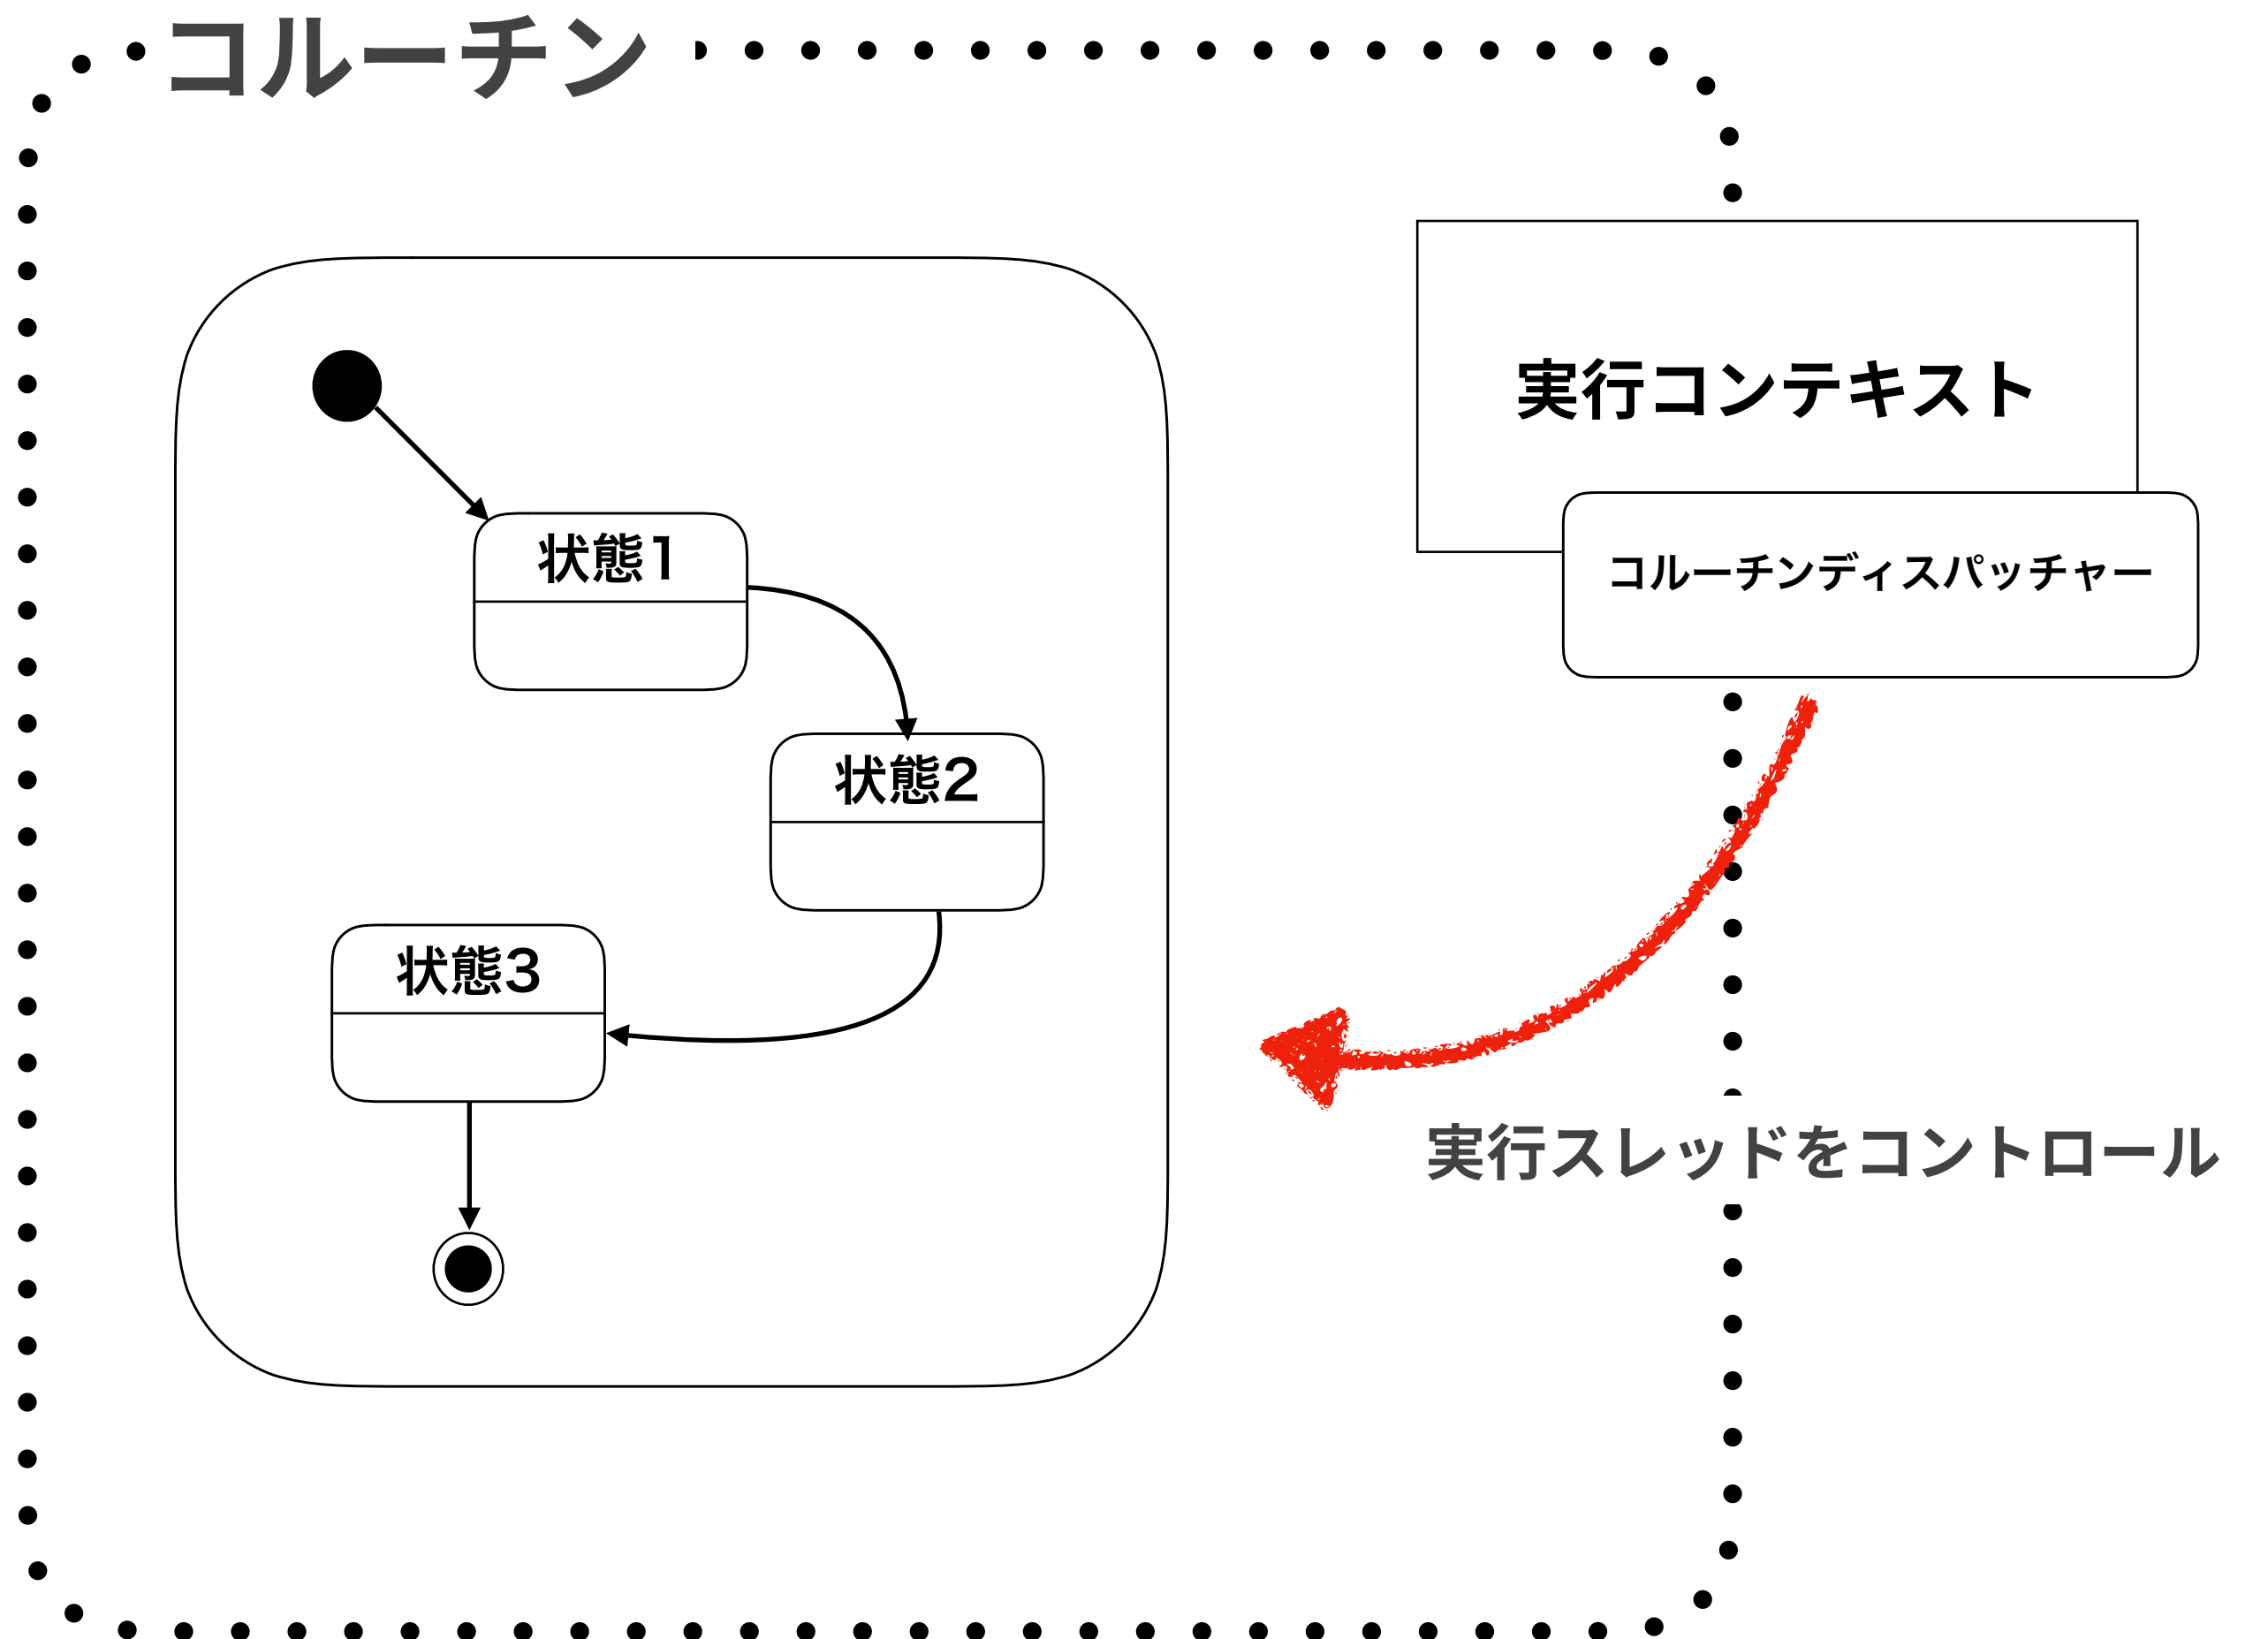 コルーチン
実行コンテキスト
コルーチンディスパッチャー
状態1
状態2
状態3
実行スレッドをコントロール